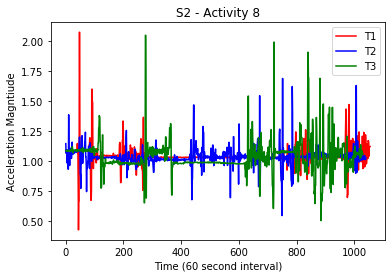 S2 - Activity 8
T1
T2
T3
Acceleration Magntiude
2.00
1.75
1.50
1.25
1.00
0.75
0.50
0 200 400 600 800 1000
Time (60 second interval)